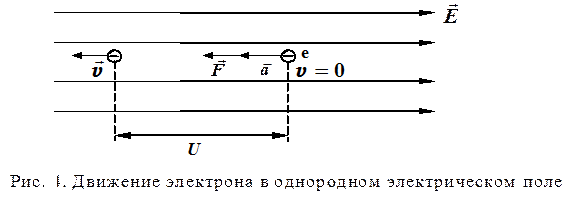 E
e
v F a v = 0
U
Рис. 1. Движение электрона в однородном электрическом поле